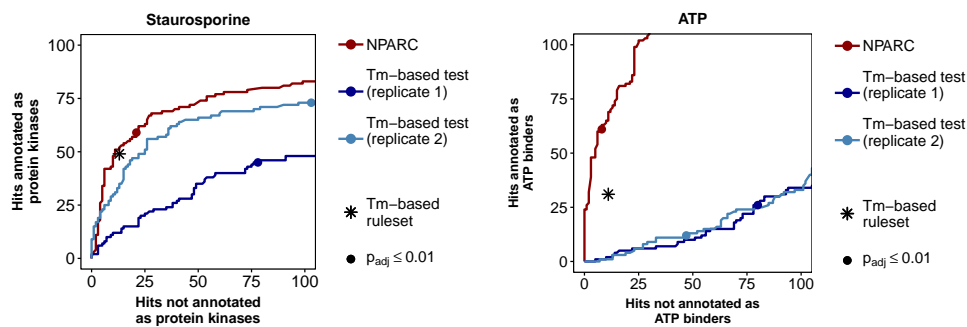 Staurosporine
100
75
50
25
0
0 25 50 75 100
Hits annotated as
protein kinases
Hits not annotated
as protein kinases
NPARC
Tm−based test
(replicate 1)
Tm−based test
(replicate 2)
Tm−based
ruleset
padj ≤ 0.01
ATP
100
75
50
25
0
0 25 50 75 100
Hits annotated as
ATP binders
Hits not annotated as
ATP binders
NPARC
Tm−based test
(replicate 1)
Tm−based test
(replicate 2)
Tm−based
ruleset
padj ≤ 0.01